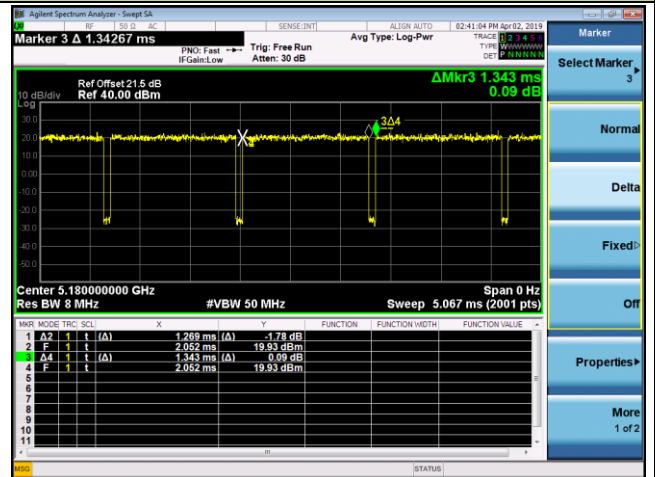 Agilent Spectrum Analyzer - Swept SA
RF 50 Ω AC SENSE:INT ALIGN AUTO 02:41:04 PM Apr 02, 2019
Marker 3 Δ 1.34267 ms
PNO: Fast
IFGain:Low
Trig: Free Run
Atten: 30 dB
Avg Type: Log-Pwr
TRACE 1 2 3 4 5 6
TYPE WWWWWW
DET P N N N N N
Ref Offset 21.5 dB
10 dB/div Ref 40.00 dBm
ΔMkr3 1.343 ms
0.09 dB
Log
30.0
20.0
10.0
0.00
-10.0
-20.0
-30.0
-40.0
-50.0
3Δ4
Center 5.180000000 GHz Span 0 Hz
Res BW 8 MHz #VBW 50 MHz Sweep 5.067 ms (2001 pts)
MKR MODE TRC SCL X Y FUNCTION FUNCTION WIDTH FUNCTION VALUE
1 Δ2 1 t (Δ) 1.269 ms (Δ) -1.78 dB
2 F 1 t 2.052 ms 19.93 dBm
3 Δ4 1 t (Δ) 1.343 ms (Δ) 0.09 dB
4 F 1 t 2.052 ms 19.93 dBm
5
6
7
8
9
10
11
MSG STATUS
Marker
Select Marker
3
Normal
Delta
Fixed
Off
Properties
More
1 of 2